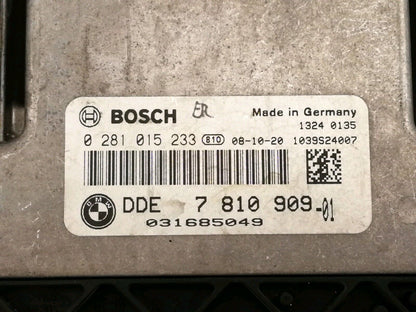 BOSCH ER Made in Germany
1324 0135
0 281 015 233 810 08-10-20 1039S24007
BMW DDE 7 810 909-01
031685049